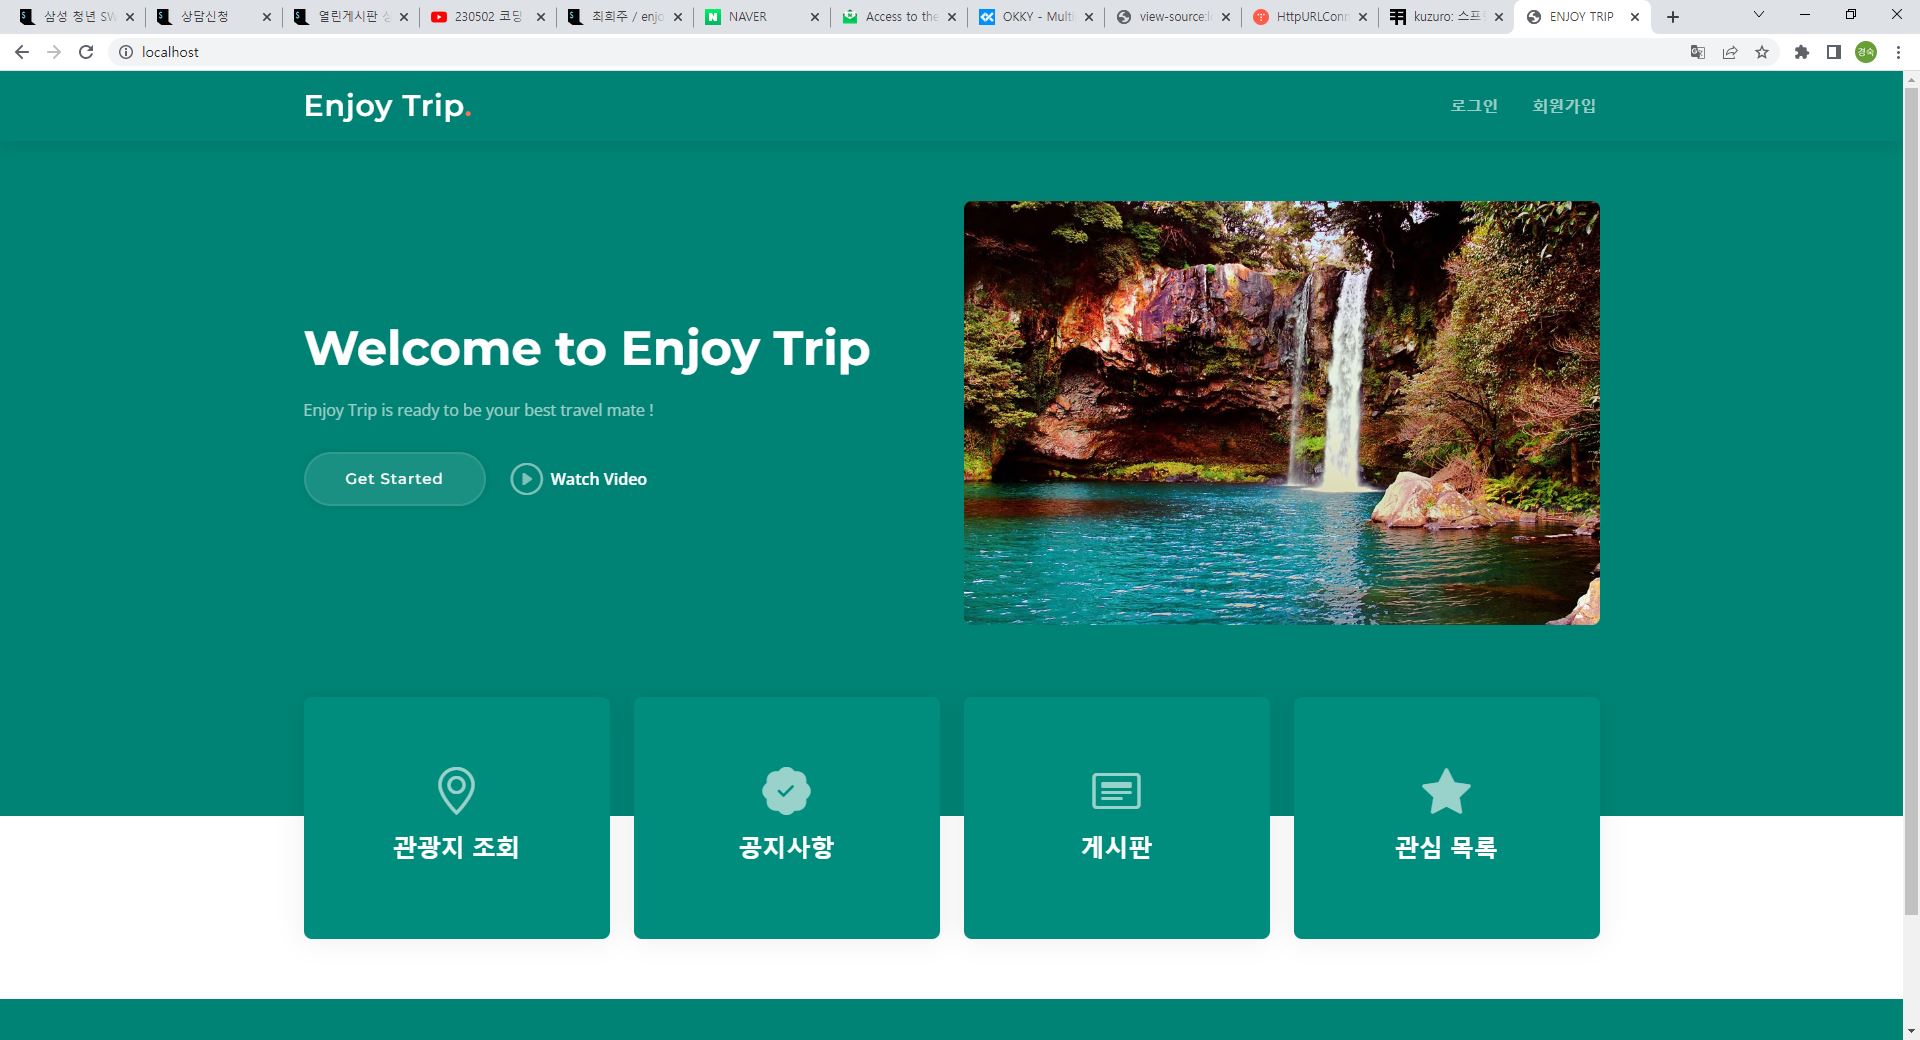 삼성 청년 SW
상담신청
열린게시판
230502 코딩
최희주 / enjo
NAVER
Access to the
OKKY - Multi
view-source:l
HttpURLConn
kuzuro: 스프
ENJOY TRIP
localhost
경숙
Enjoy Trip.
로그인 회원가입
Welcome to Enjoy Trip
Enjoy Trip is ready to be your best travel mate !
Get Started Watch Video
관광지 조회
공지사항
게시판
관심 목록